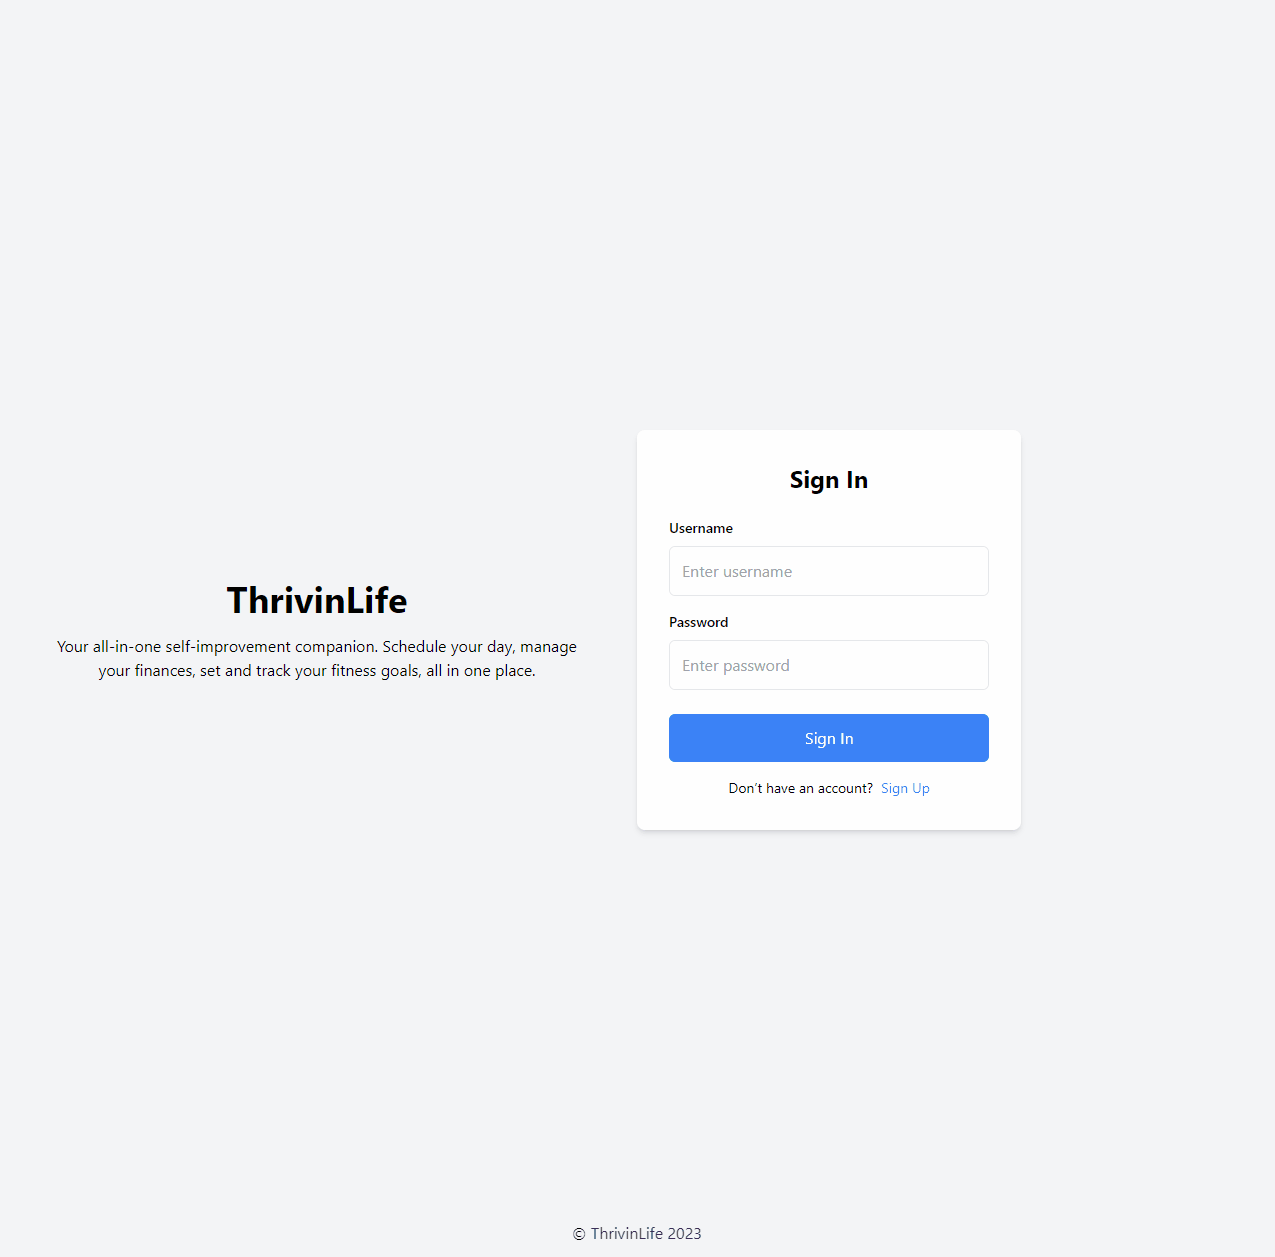 ThrivinLife
Your all-in-one self-improvement companion. Schedule your day, manage
your finances, set and track your fitness goals, all in one place.
Sign In
Username
Enter username
Password
Enter password
Sign In
Don't have an account? Sign Up
© ThrivinLife 2023